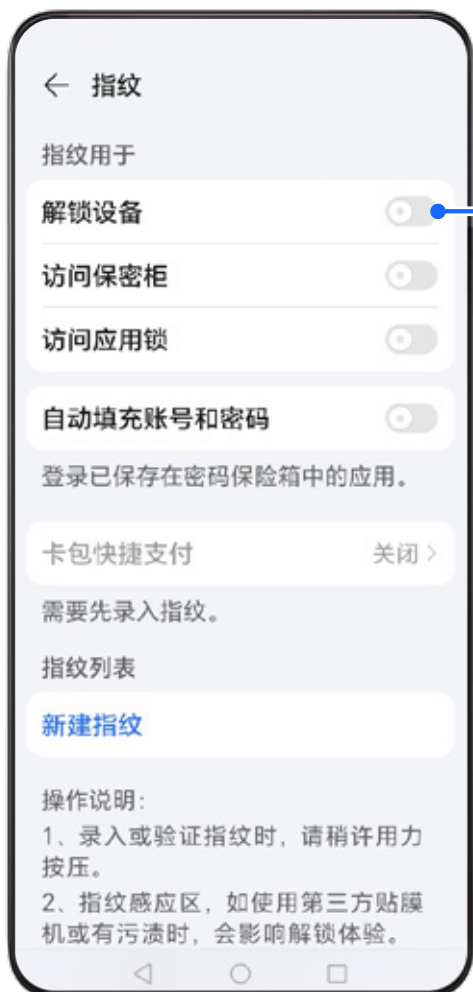 指纹
指纹用于
解锁设备
访问保密柜
访问应用锁
自动填充账号和密码
登录已保存在密码保险箱中的应用。
卡包快捷支付 关闭
需要先录入指纹。
指纹列表
新建指纹
操作说明:
1、录入或验证指纹时，请稍许用力
按压。
2、指纹感应区，如使用第三方贴膜
机或有污渍时，会影响解锁体验。